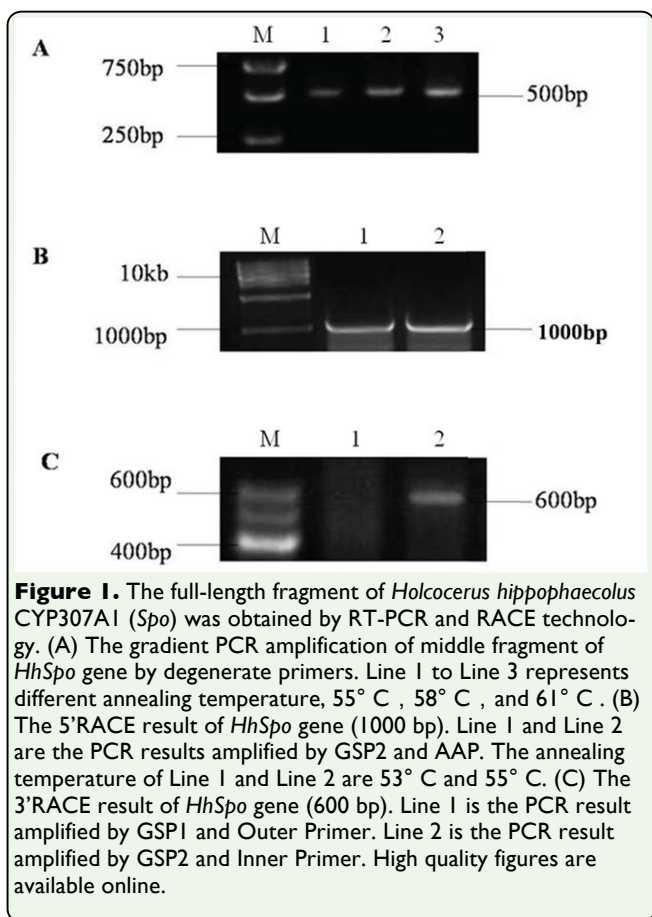 M 1 2 3
A
750bp
500bp
250bp
M 1 2
B
10kb
1000bp
1000bp
M 1 2
C
600bp
600bp
400bp
Figure 1. The full-length fragment of Holcocerus hippophaecolus
CYP307A1 (Spo) was obtained by RT-PCR and RACE technolo-
gy. (A) The gradient PCR amplification of middle fragment of
HhSpo gene by degenerate primers. Line 1 to Line 3 represents
different annealing temperature, 55° C , 58° C , and 61° C . (B)
The 5’RACE result of HhSpo gene (1000 bp). Line 1 and Line 2
are the PCR results amplified by GSP2 and AAP. The annealing
temperature of Line 1 and Line 2 are 53° C and 55° C. (C) The
3’RACE result of HhSpo gene (600 bp). Line 1 is the PCR result
amplified by GSP1 and Outer Primer. Line 2 is the PCR result
amplified by GSP2 and Inner Primer. High quality figures are
available online.